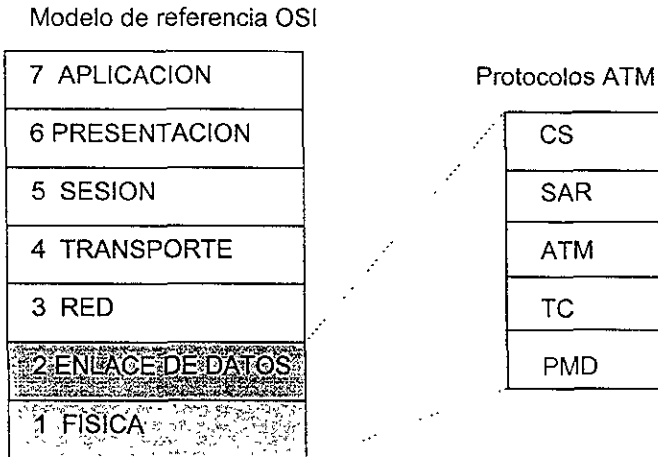 Modelo de referencia OSI
7 APLICACION
6 PRESENTACION
5 SESION
4 TRANSPORTE
3 RED
2 ENLACE DE DATOS
1 FISICA
Protocolos ATM
CS
SAR
ATM
TC
PMD